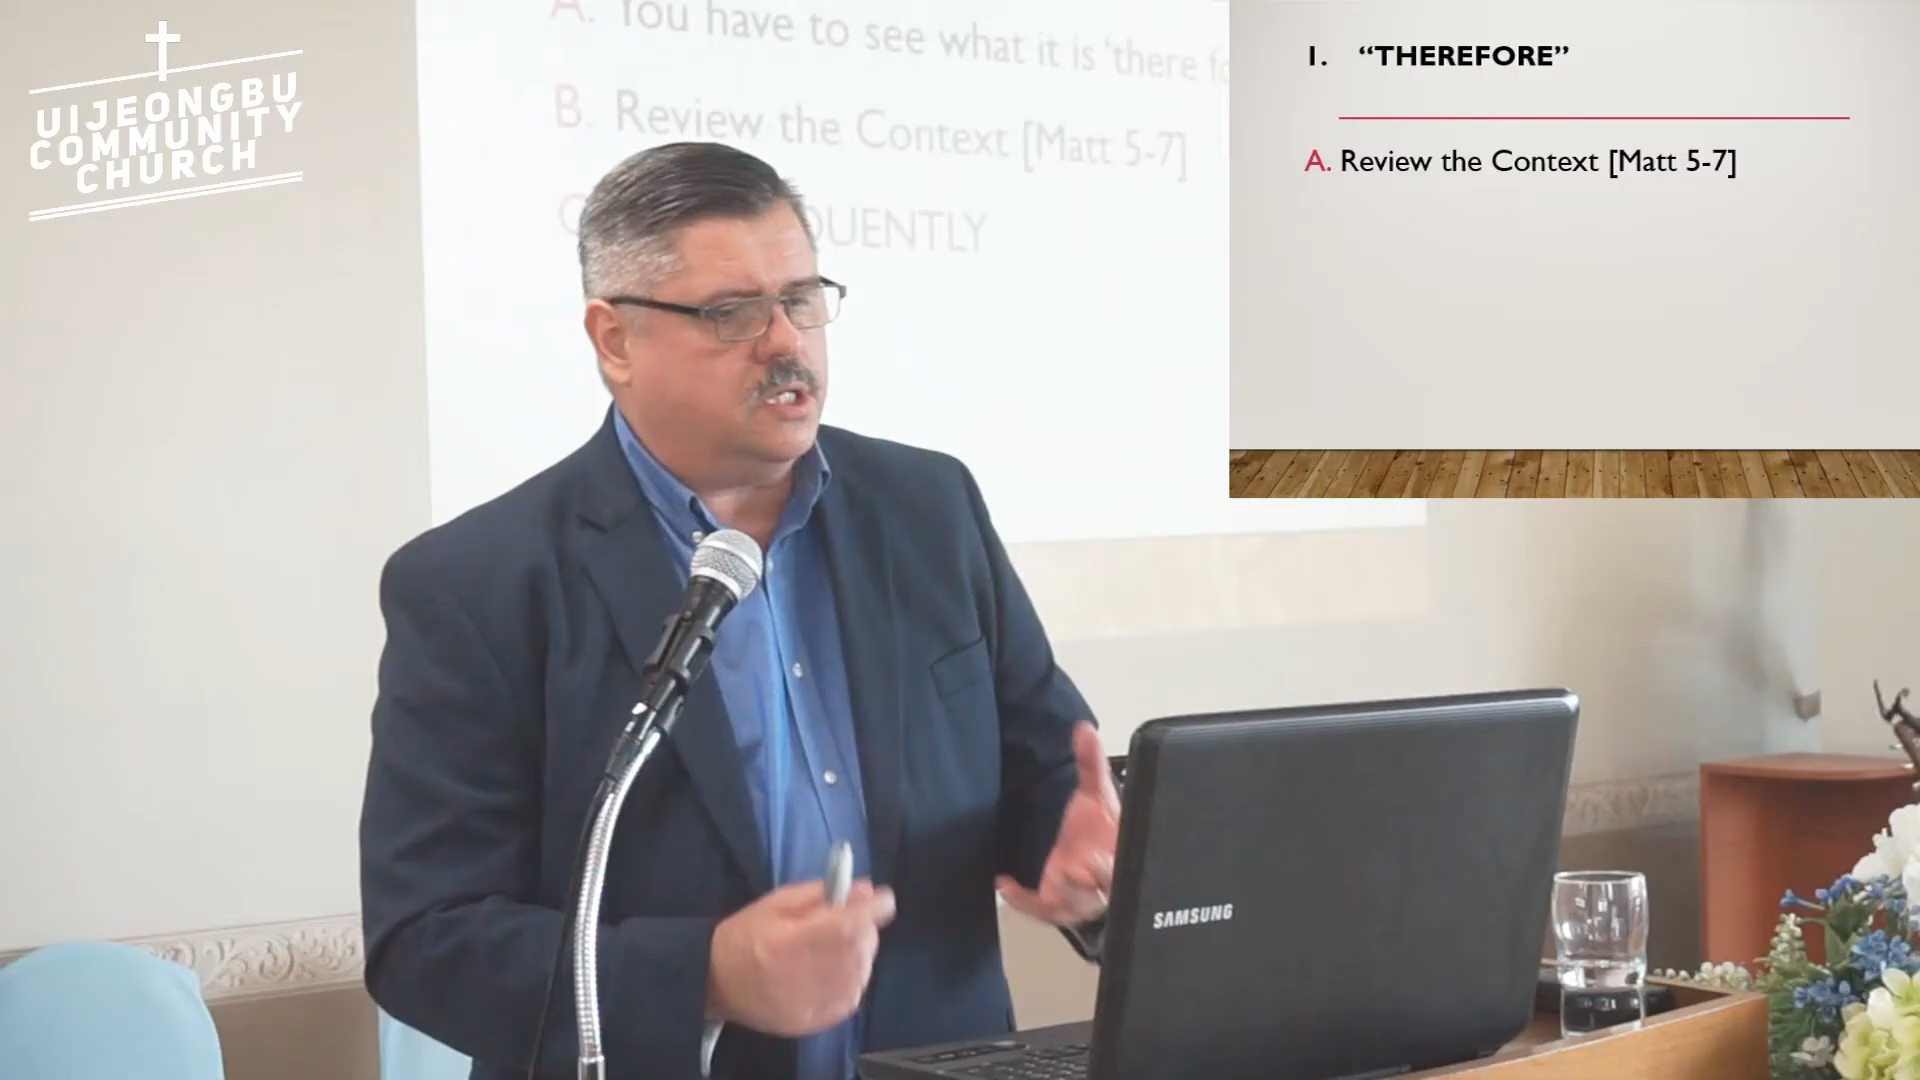 UIJEONGBU
COMMUNITY
CHURCH
A. You have to see what it is 'there fo
B. Review the Context [Matt 5-7]
C.
QUENTLY
1. “THEREFORE”
A. Review the Context [Matt 5-7]
SAMSUNG